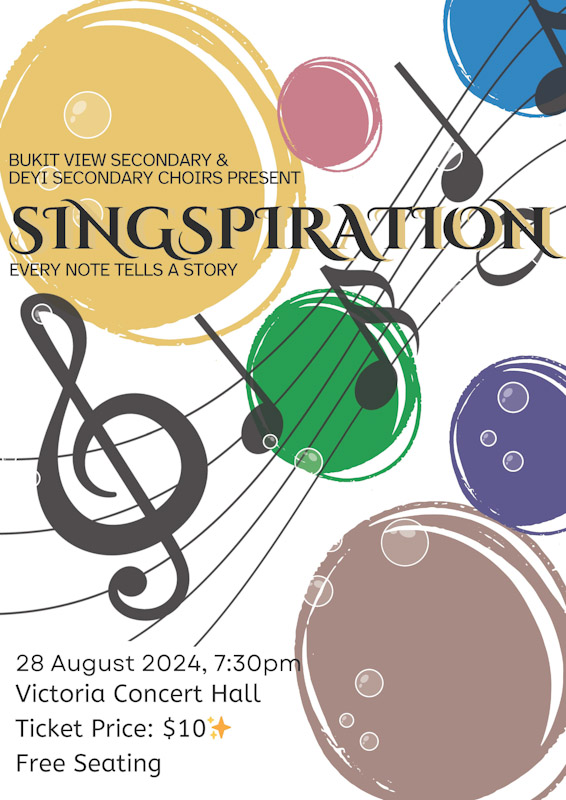 BUKIT VIEW SECONDARY &
DEYI SECONDARY CHOIRS PRESENT
SINGSPIRATION
EVERY NOTE TELLS A STORY
28 August 2024, 7:30pm
Victoria Concert Hall
Ticket Price: $10✨
Free Seating